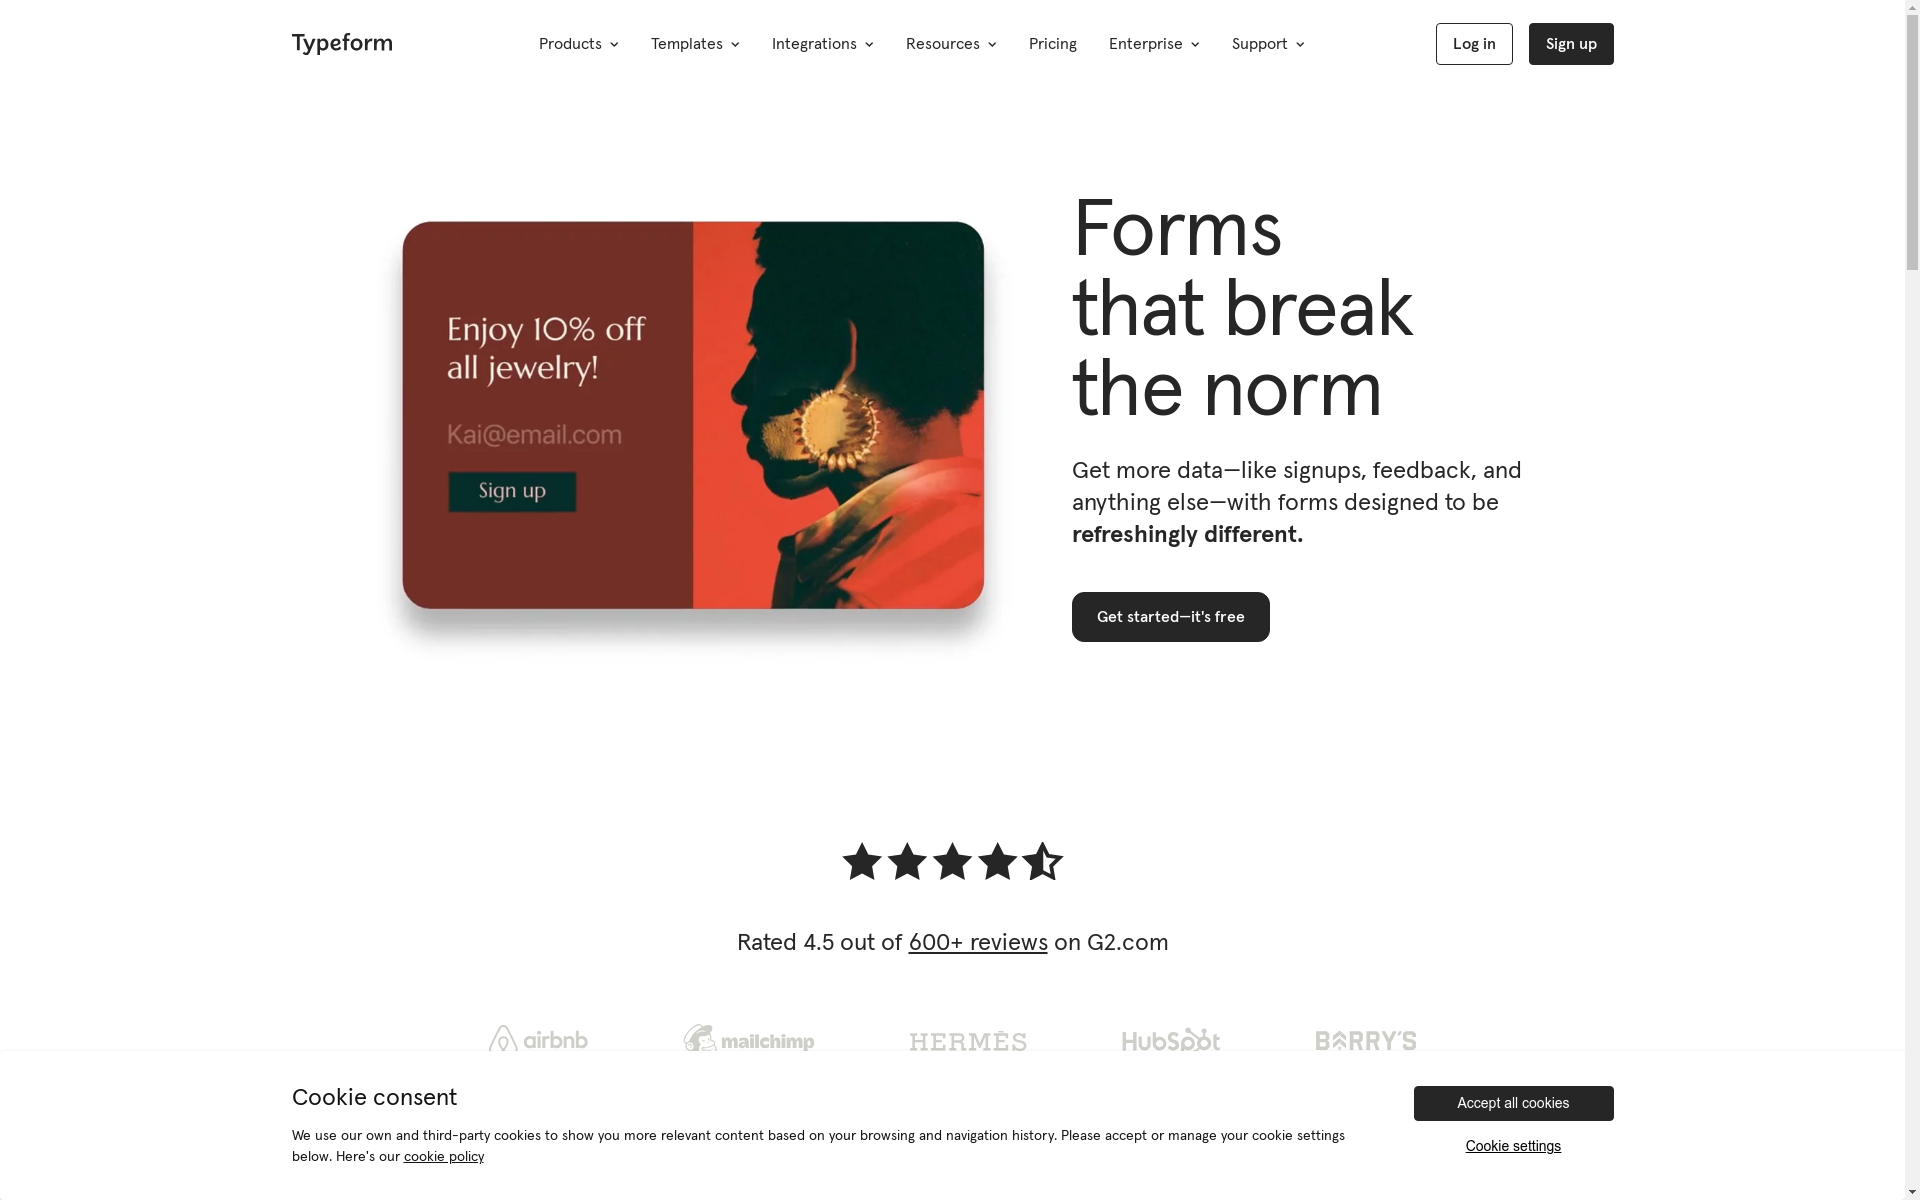 Typeform
Products
Templates
Integrations
Resources
Pricing
Enterprise
Support
Log in
Sign up
Enjoy 10% off
all jewelry!
Kai@email.com
Sign up
Forms
that break
the norm
Get more data—like signups, feedback, and
anything else—with forms designed to be
refreshingly different.
Get started—it's free
Rated 4.5 out of 600+ reviews on G2.com
airbnb
mailchimp
HERMÈS
HubSpot
BARRY'S
Cookie consent
We use our own and third-party cookies to show you more relevant content based on your browsing and navigation history. Please accept or manage your cookie settings
below. Here's our cookie policy
Accept all cookies
Cookie settings